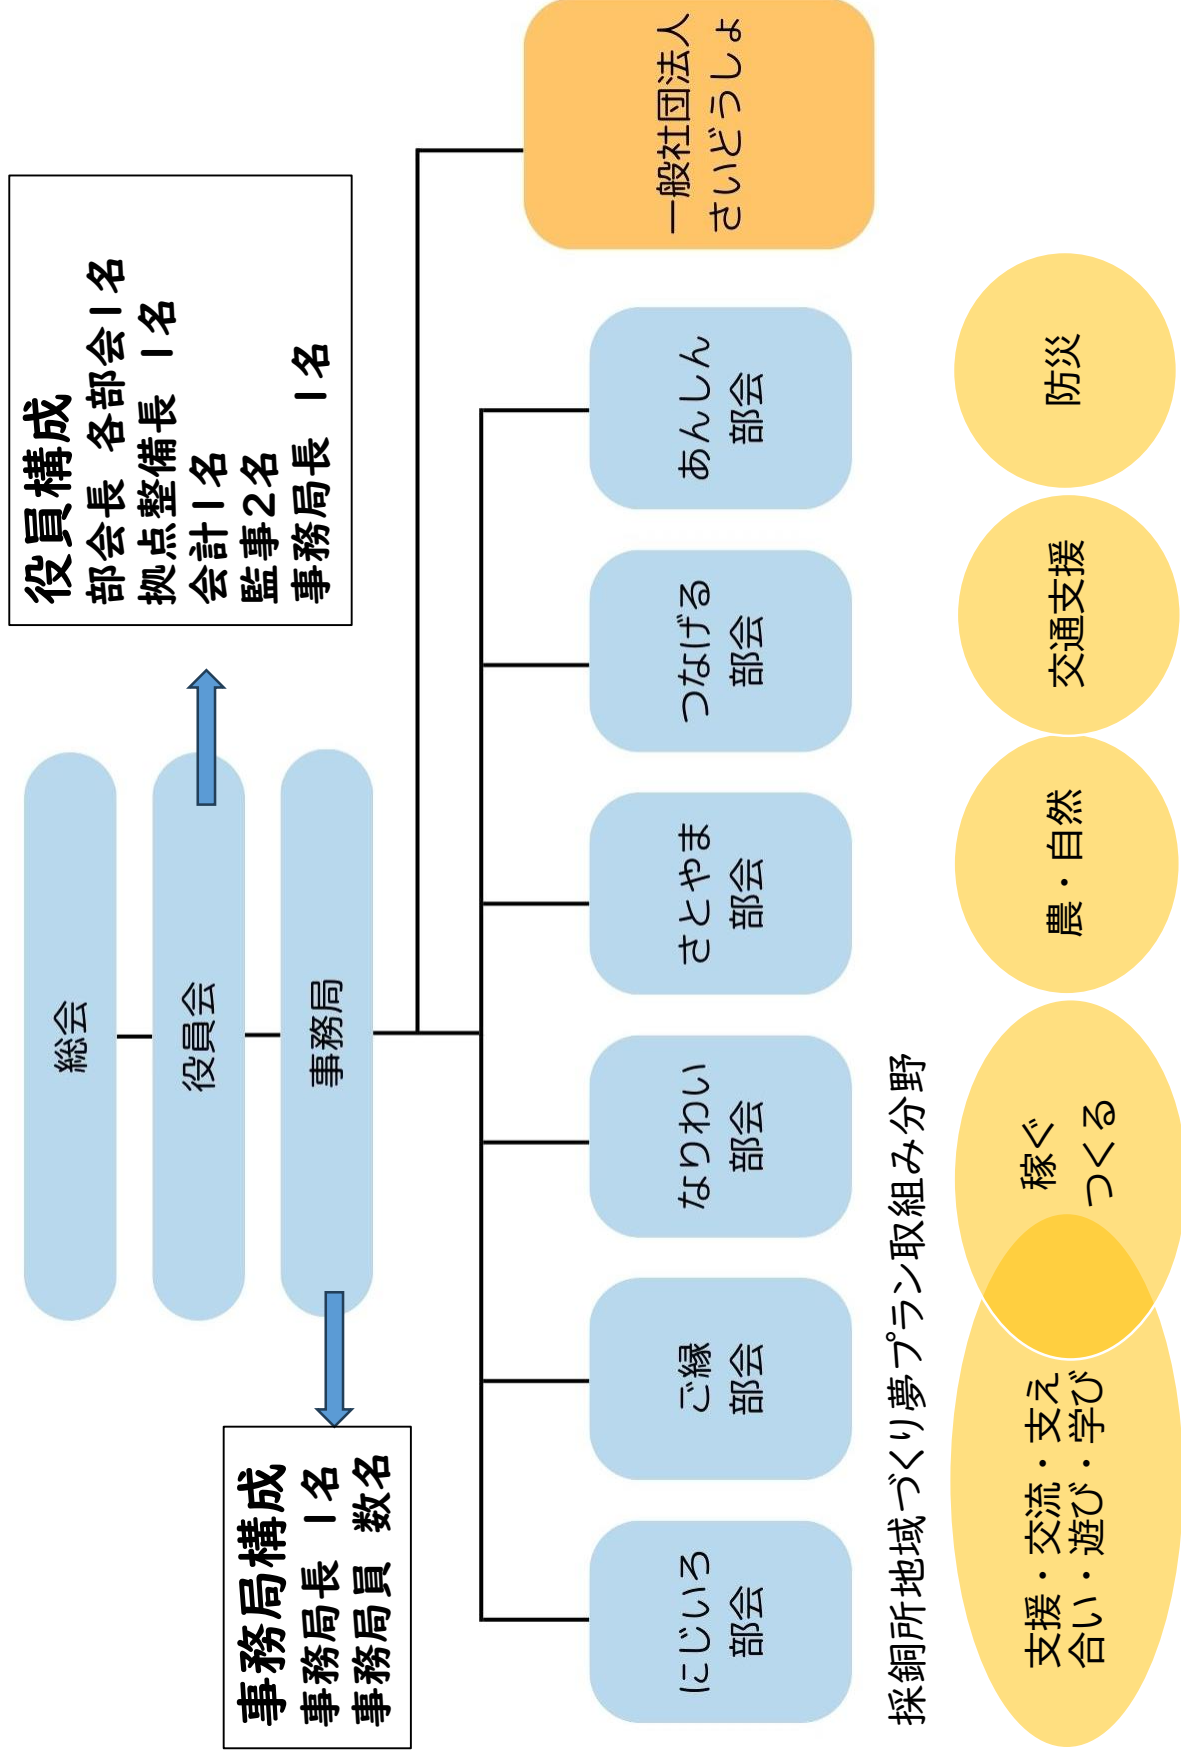 総会
役員会
事務局
役員構成
部会長 各部会1名
拠点整備長 1名
会計1名
監事2名
事務局長 1名
事務局構成
事務局長 1名
事務局員 数名
にじいろ
部会
ご縁
部会
なりわい
部会
さとやま
部会
つなげる
部会
あんしん
部会
一般社団法人
さいどうしょ
採銅所地域づくり夢プラン取組み分野
支援・交流・支え
合い・遊び・学び
稼ぐ
つくる
農・自然
交通支援
防災